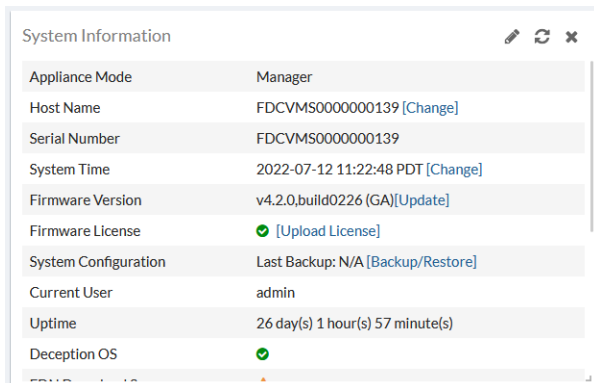 System Information
Appliance Mode Manager
Host Name FDCVMS0000000139 [Change]
Serial Number FDCVMS0000000139
System Time 2022-07-12 11:22:48 PDT [Change]
Firmware Version v4.2.0,build0226 (GA)[Update]
Firmware License [Upload License]
System Configuration Last Backup: N/A [Backup/Restore]
Current User admin
Uptime 26 day(s) 1 hour(s) 57 minute(s)
Deception OS